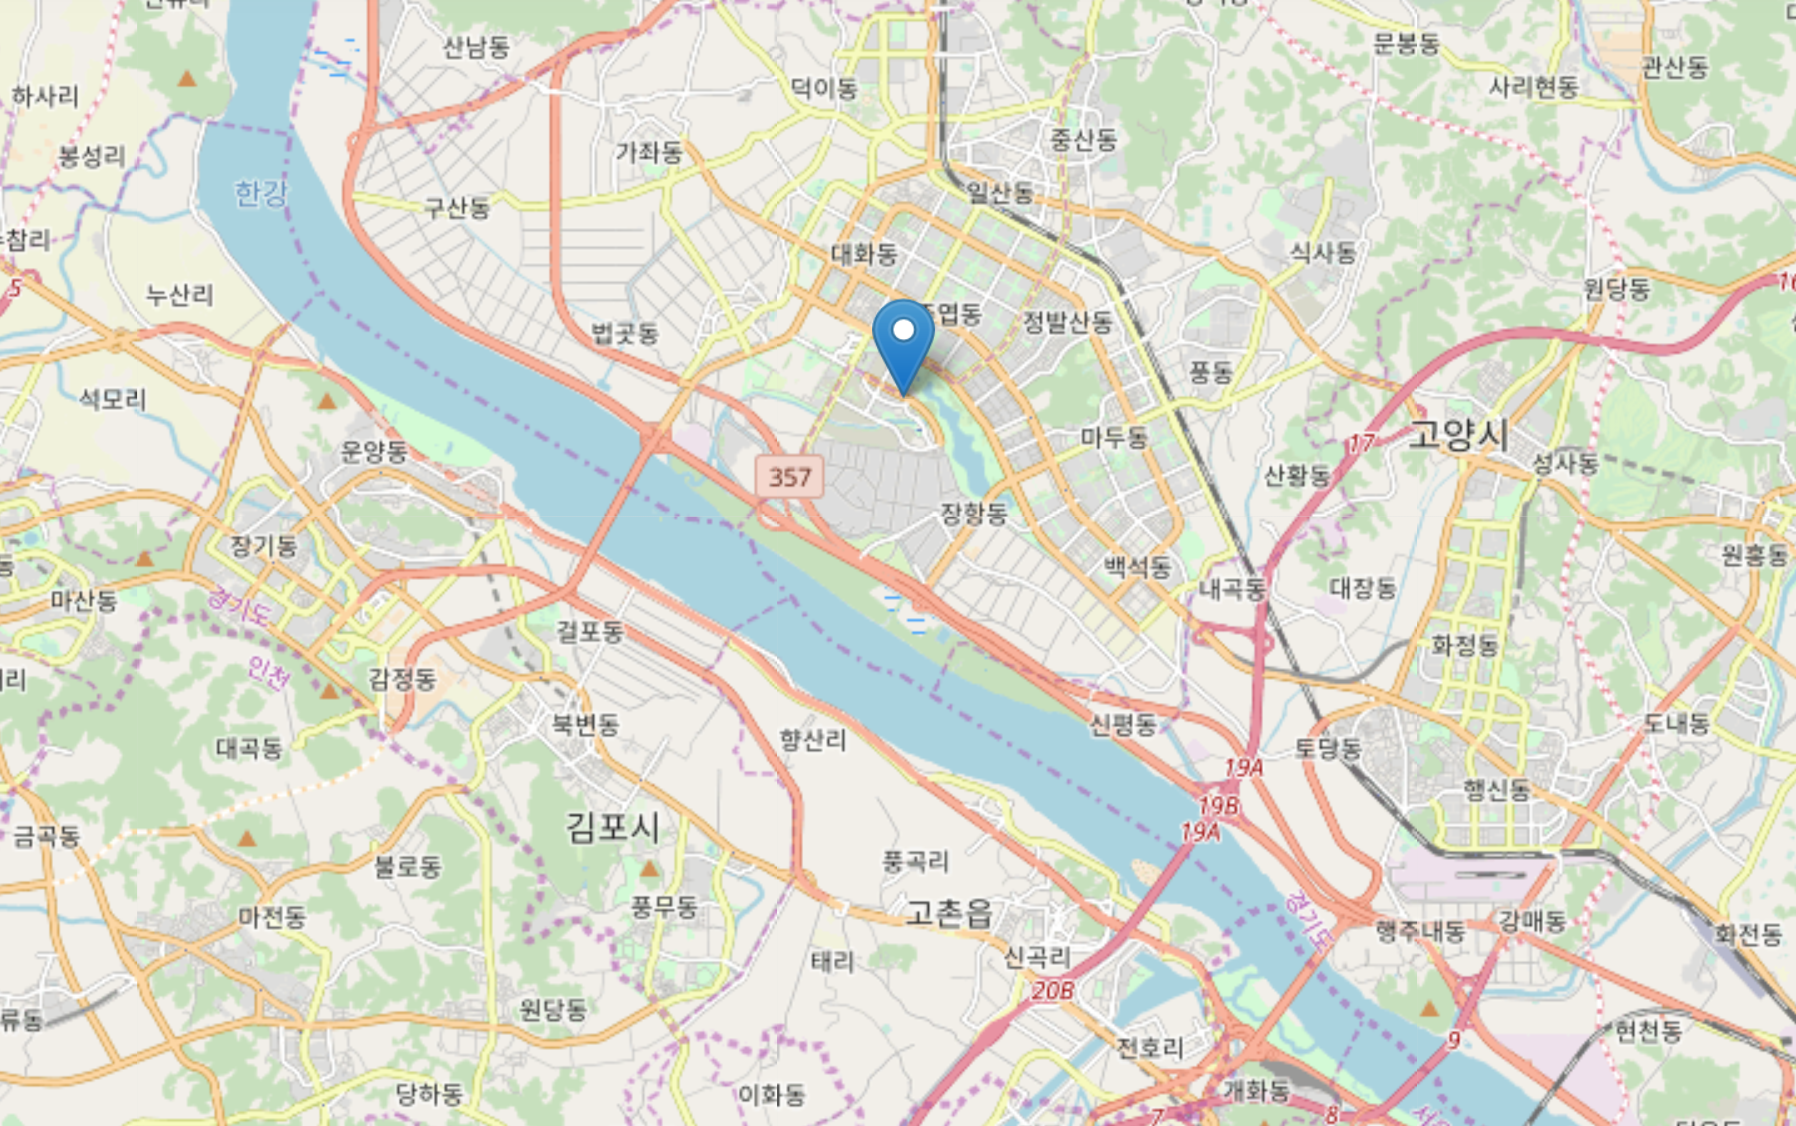 산남동
문봉동
관산동
덕이동
사리현동
하사리
중산동
봉성리
가좌동
한강
일산동
구산동
대화동
식사동
누산리
5
원당동
16
법곳동
정발산동
풍동
석모리
17
고양시
마두동
운양동
357
성사동
산황동
장항동
장기동
백석동
원흥동
내곡동
대장동
마산동
경기도
걸포동
화정동
인천
감정동
북변동
대곡동
향산리
신평동
도내동
토당동
19A
19B
19A
행신동
김포시
금곡동
불로동
풍곡리
마전동
풍무동
고촌읍
경기도
행주내동
강매동
화전동
태리
신곡리
20B
원당동
현천동
9
전호리
당하동
이화동
개화동
7
8